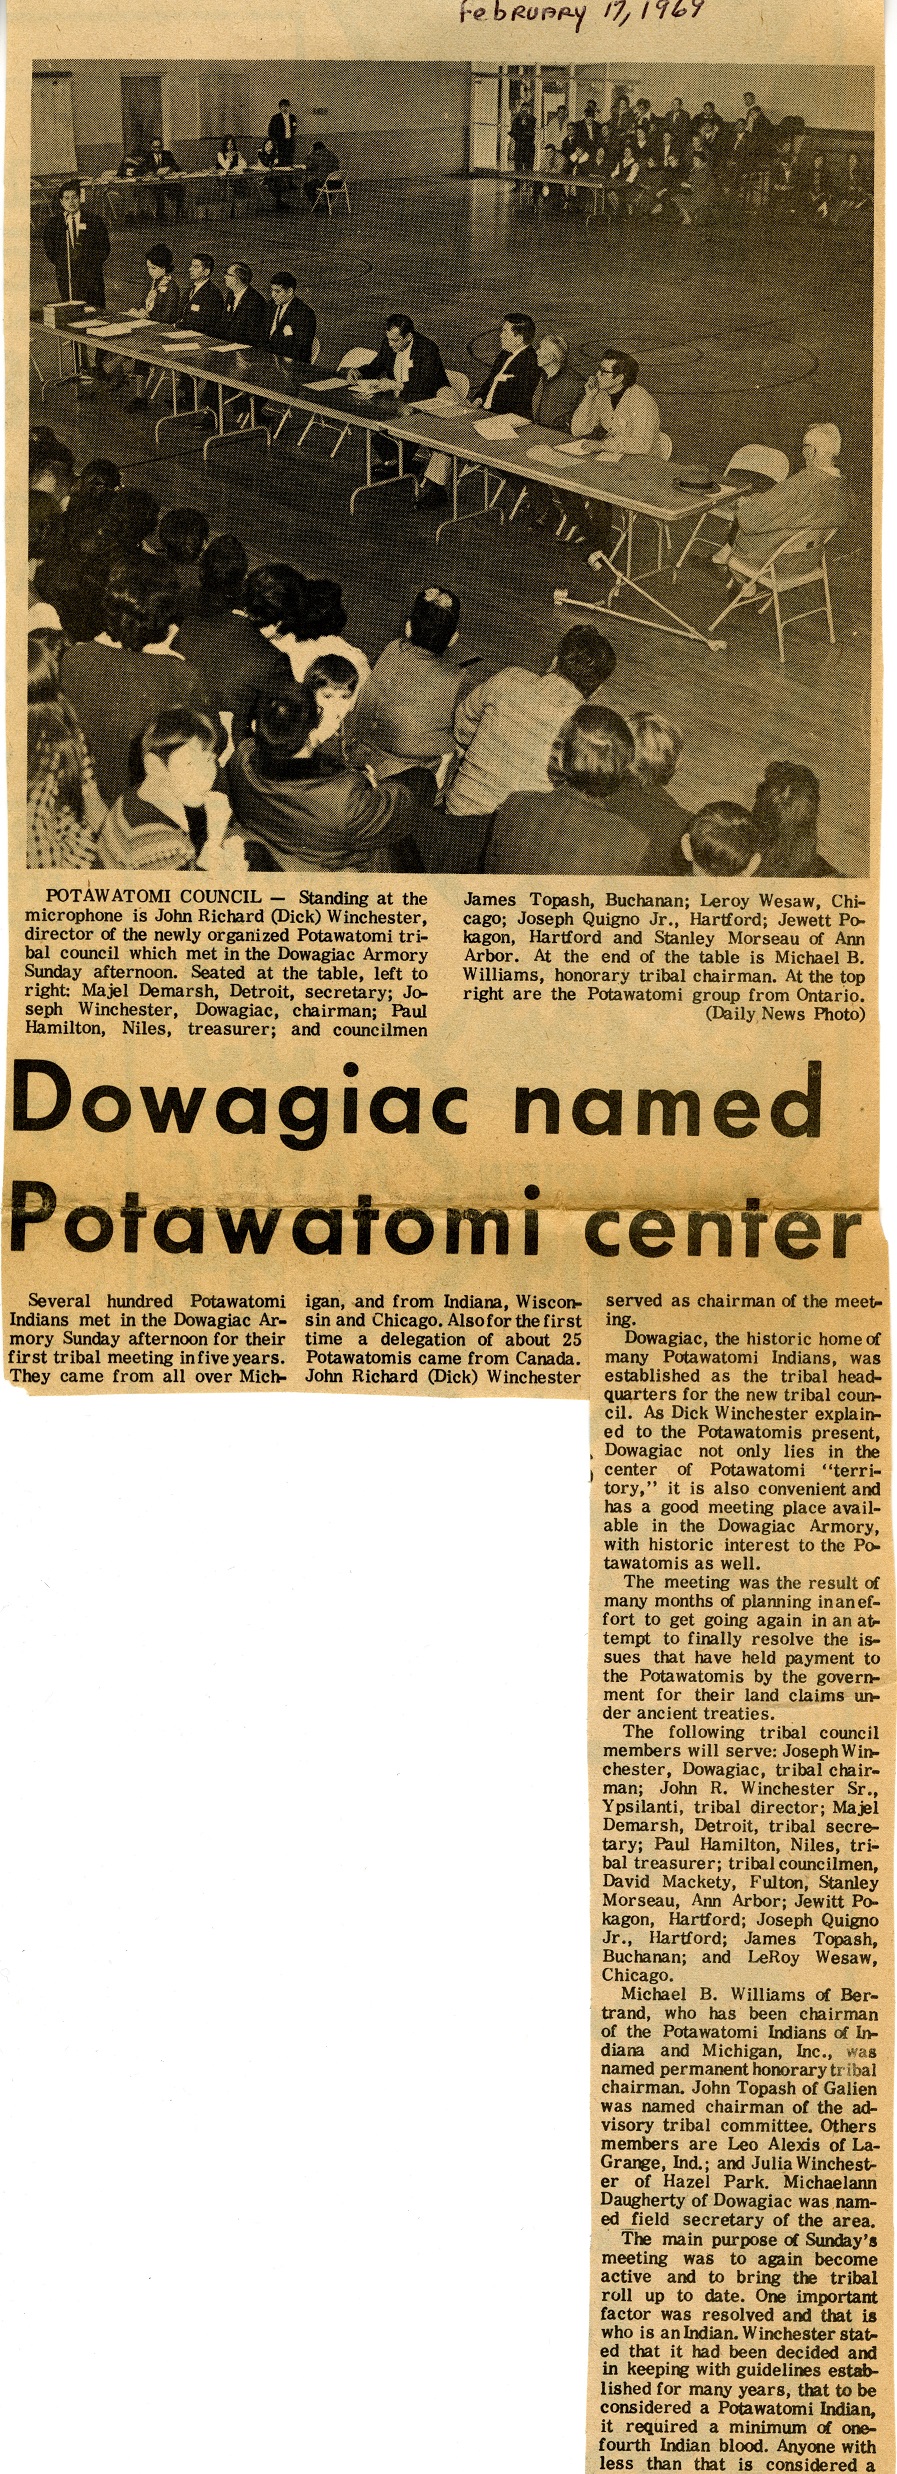 February 17, 1969
POTAWATOMI COUNCIL — Standing at the
microphone is John Richard (Dick) Winchester,
director of the newly organized Potawatomi tri-
bal council which met in the Dowagiac Armory
Sunday afternoon. Seated at the table, left to
right: Majel Demarsh, Detroit, secretary; Jo-
seph Winchester, Dowagiac, chairman; Paul
Hamilton, Niles, treasurer; and councilmen
James Topash, Buchanan; Leroy Wesaw, Chi-
cago; Joseph Quigno Jr., Hartford; Jewett Po-
kagon, Hartford and Stanley Morseau of Ann
Arbor. At the end of the table is Michael B.
Williams, honorary tribal chairman. At the top
right are the Potawatomi group from Ontario.
(Daily News Photo)
Dowagiac named
Potawatomi center
Several hundred Potawatomi
Indians met in the Dowagiac Ar-
mory Sunday afternoon for their
first tribal meeting in five years.
They came from all over Mich-
igan, and from Indiana, Wiscon-
sin and Chicago. Also for the first
time a delegation of about 25
Potawatomis came from Canada.
John Richard (Dick) Winchester
served as chairman of the meet-
ing.
Dowagiac, the historic home of
many Potawatomi Indians, was
established as the tribal head-
quarters for the new tribal coun-
cil. As Dick Winchester explain-
ed to the Potawatomis present,
Dowagiac not only lies in the
center of Potawatomi "terri-
tory," it is also convenient and
has a good meeting place avail-
able in the Dowagiac Armory,
with historic interest to the Po-
tawatomis as well.
The meeting was the result of
many months of planning in an ef-
fort to get going again in an at-
tempt to finally resolve the is-
sues that have held payment to
the Potawatomis by the govern-
ment for their land claims un-
der ancient treaties.
The following tribal council
members will serve: Joseph Win-
chester, Dowagiac, tribal chair-
man; John R. Winchester Sr.,
Ypsilanti, tribal director; Majel
Demarsh, Detroit, tribal secre-
tary; Paul Hamilton, Niles, tri-
bal treasurer; tribal councilmen,
David Mackety, Fulton, Stanley
Morseau, Ann Arbor; Jewitt Po-
kagon, Hartford; Joseph Quigno
Jr., Hartford; James Topash,
Buchanan; and LeRoy Wesaw,
Chicago.
Michael B. Williams of Ber-
trand, who has been chairman
of the Potawatomi Indians of In-
diana and Michigan, Inc., was
named permanent honorary tribal
chairman. John Topash of Galien
was named chairman of the ad-
visory tribal committee. Others
members are Leo Alexis of La-
Grange, Ind.; and Julia Winchest-
er of Hazel Park. Michaelann
Daugherty of Dowagiac was nam-
ed field secretary of the area.
The main purpose of Sunday's
meeting was to again become
active and to bring the tribal
roll up to date. One important
factor was resolved and that is
who is an Indian. Winchester stat-
ed that it had been decided and
in keeping with guidelines estab-
lished for many years, that to be
considered a Potawatomi Indian,
it required a minimum of one-
fourth Indian blood. Anyone with
less than that is considered a